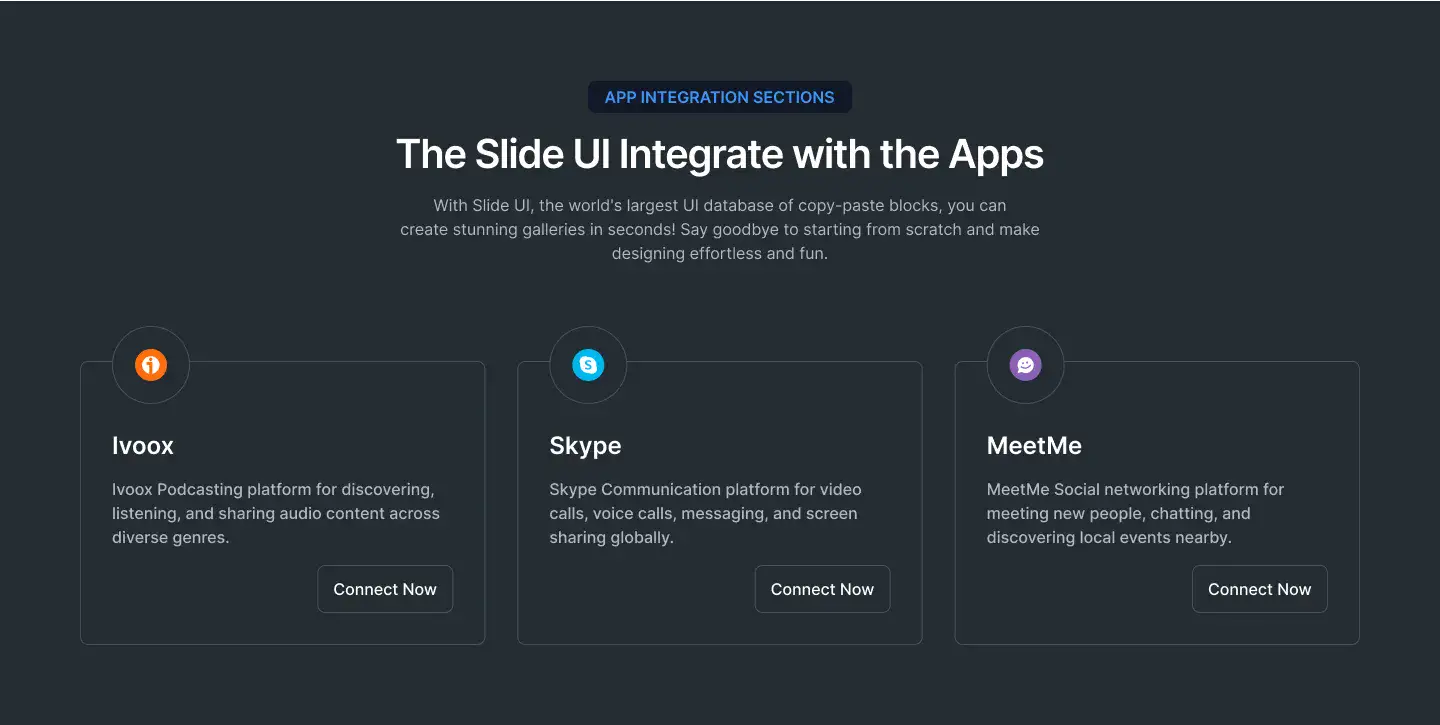 APP INTEGRATION SECTIONS
The Slide UI Integrate with the Apps
With Slide UI, the world's largest UI database of copy-paste blocks, you can
create stunning galleries in seconds! Say goodbye to starting from scratch and make
designing effortless and fun.
Ivoox
Ivoox Podcasting platform for discovering,
listening, and sharing audio content across
diverse genres.
Connect Now
Skype
Skype Communication platform for video
calls, voice calls, messaging, and screen
sharing globally.
Connect Now
MeetMe
MeetMe Social networking platform for
meeting new people, chatting, and
discovering local events nearby.
Connect Now